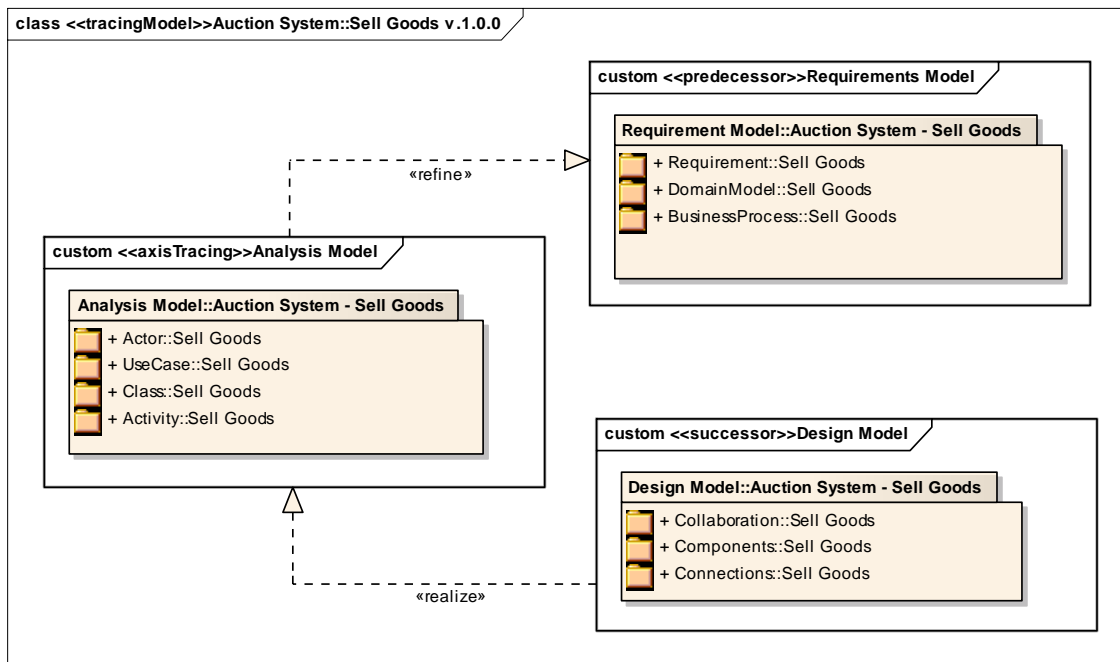 class <<tracingModel>>Auction System::Sell Goods v.1.0.0
custom <<predecessor>>Requirements Model
Requirement Model::Auction System - Sell Goods
+ Requirement::Sell Goods
+ DomainModel::Sell Goods
+ BusinessProcess::Sell Goods
«refine»
custom <<axisTracing>>Analysis Model
Analysis Model::Auction System - Sell Goods
+ Actor::Sell Goods
+ UseCase::Sell Goods
+ Class::Sell Goods
+ Activity::Sell Goods
custom <<successor>>Design Model
Design Model::Auction System - Sell Goods
+ Collaboration::Sell Goods
+ Components::Sell Goods
+ Connections::Sell Goods
«realize»